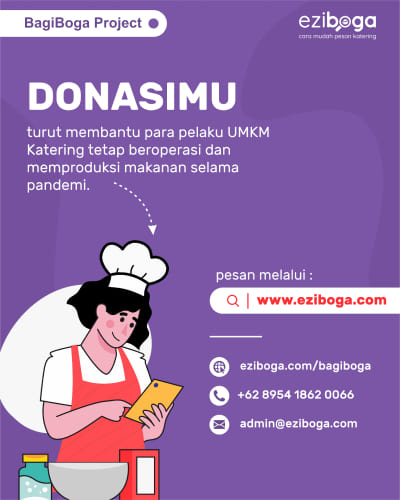 BagiBoga Project
eziboga
cara mudah pesan katering
DONASIMU
turut membantu para pelaku UMKM
Katering tetap beroperasi dan
memproduksi makanan selama
pandemi.
pesan melalui :
www.eziboga.com
eziboga.com/bagiboga
+62 8954 1862 0066
admin@eziboga.com